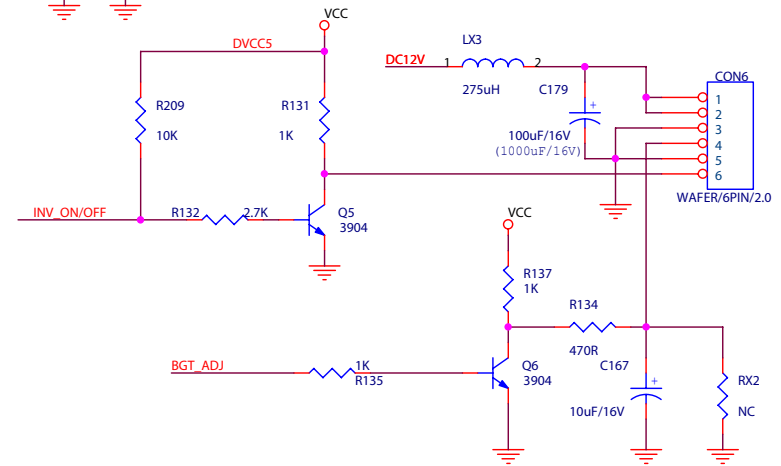 VCC
DVCC5
LX3
DC12V
1
2
275uH
C179
CON6
R209
10K
R131
1K
100uF/16V
(1000uF/16V)
1
2
3
4
5
6
WAFER/6PIN/2.0
INV_ON/OFF
R132
2.7K
Q5
3904
VCC
R137
1K
R134
470R
BGT_ADJ
1K
R135
Q6
3904
C167
10uF/16V
RX2
NC